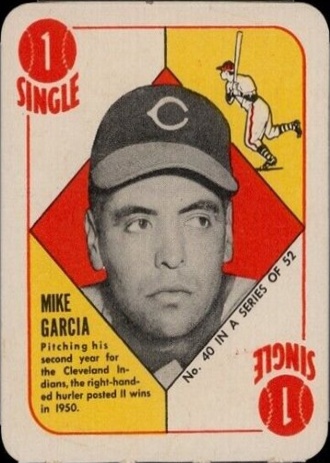 1
SINGLE
C
MIKE
GARCIA
Pitching his
second year for
the Cleveland In-
dians, the right-hand-
ed hurler posted 11 wins
in 1950.
No. 40 IN A SERIES OF 52
SINGLE
1